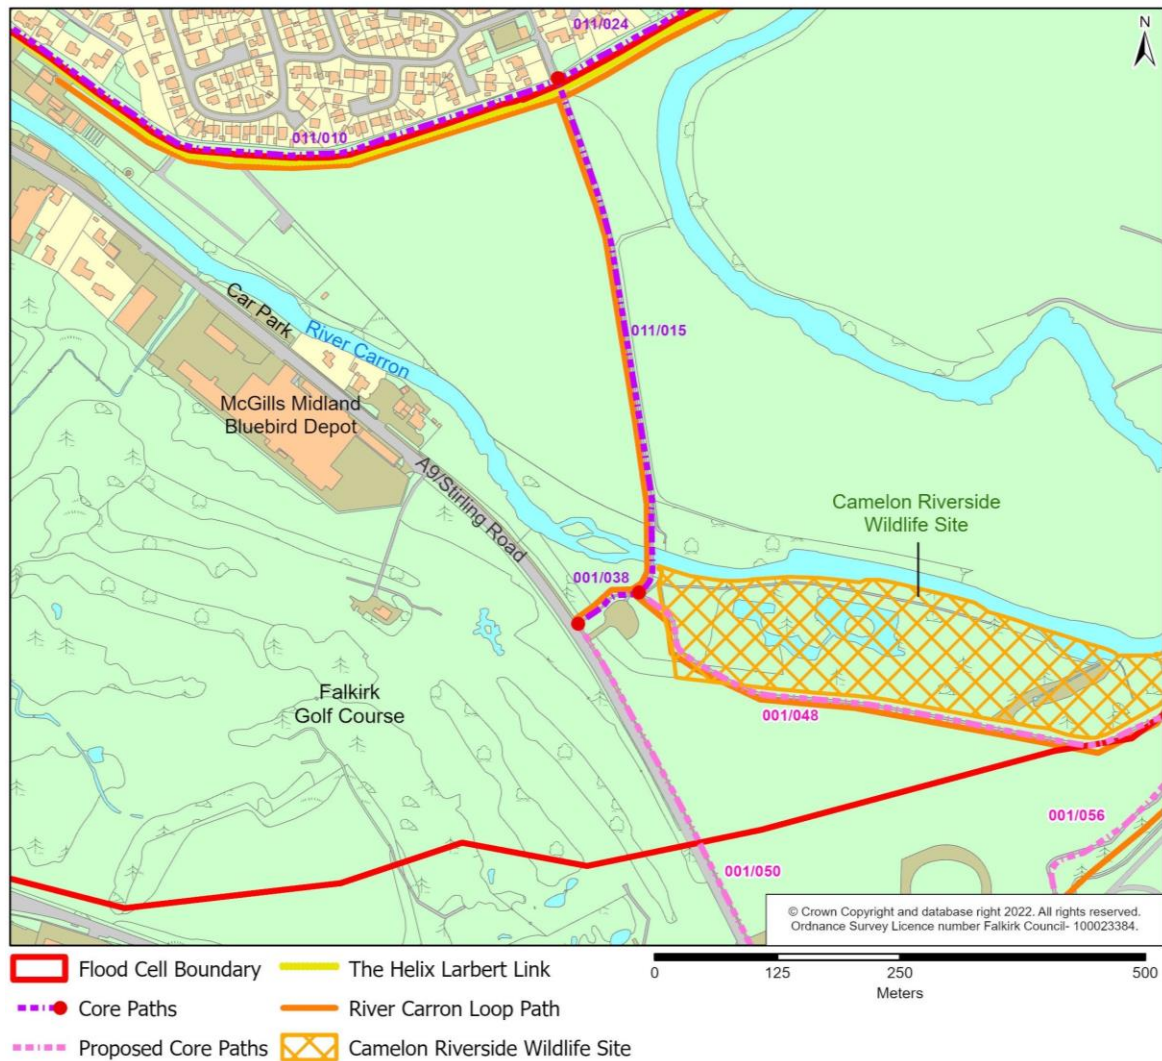 011/024
N
011/010
Car Park
River Carron
011/015
McGills Midland
Bluebird Depot
A9/Stirling Road
Camelon Riverside
Wildlife Site
001/038
Falkirk
Golf Course
001/048
001/056
001/050
© Crown Copyright and database right 2022. All rights reserved.
Ordnance Survey Licence number Falkirk Council- 100023384.
Flood Cell Boundary
The Helix Larbert Link
0 125 250 500
Meters
Core Paths
River Carron Loop Path
Proposed Core Paths
Camelon Riverside Wildlife Site